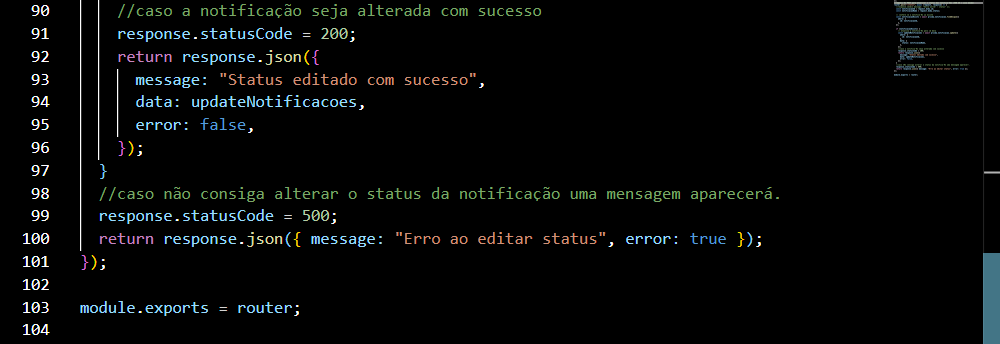 90 //caso a notificação seja alterada com sucesso
91 response.statusCode = 200;
92 return response.json({
93 message: "Status editado com sucesso",
94 data: updateNotificacoes,
95 error: false,
96 });
97 }
98 //caso não consiga alterar o status da notificação uma mensagem aparecerá.
99 response.statusCode = 500;
100 return response.json({ message: "Erro ao editar status", error: true });
101 });
102
103 module.exports = router;
104